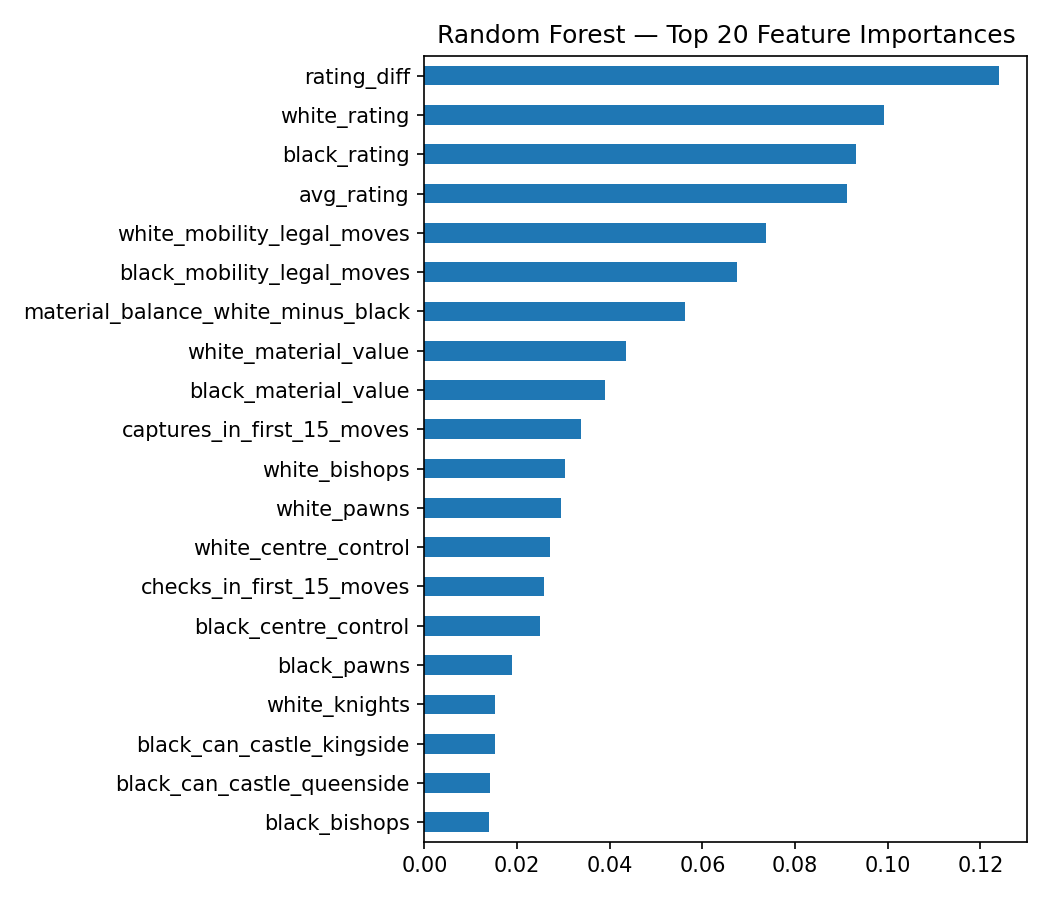 Random Forest — Top 20 Feature Importances
rating_diff
white_rating
black_rating
avg_rating
white_mobility_legal_moves
black_mobility_legal_moves
material_balance_white_minus_black
white_material_value
black_material_value
captures_in_first_15_moves
white_bishops
white_pawns
white_centre_control
checks_in_first_15_moves
black_centre_control
black_pawns
white_knights
black_can_castle_kingside
black_can_castle_queenside
black_bishops
0.00 0.02 0.04 0.06 0.08 0.10 0.12